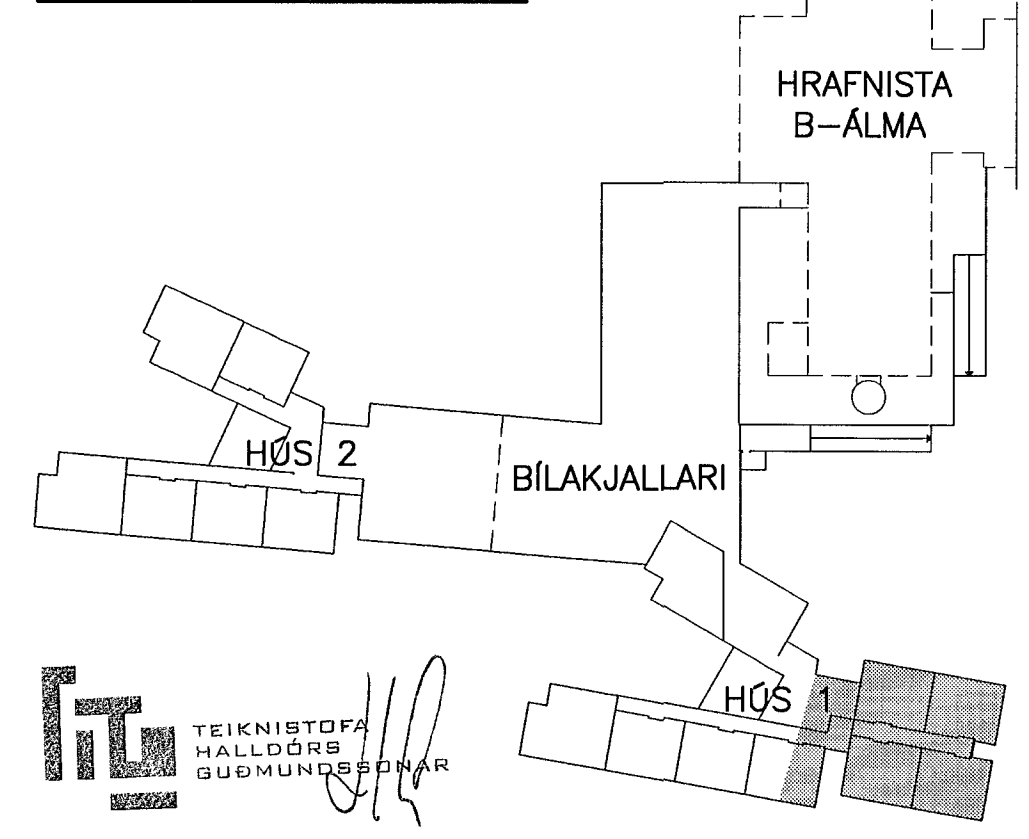 HRAFNISTA
B-ÁLMA
HÚS 2
BÍLAKJALLARI
HÚS 1
TEIKNISTOFA
HALLDÓRS
GUÐMUNDSSONAR